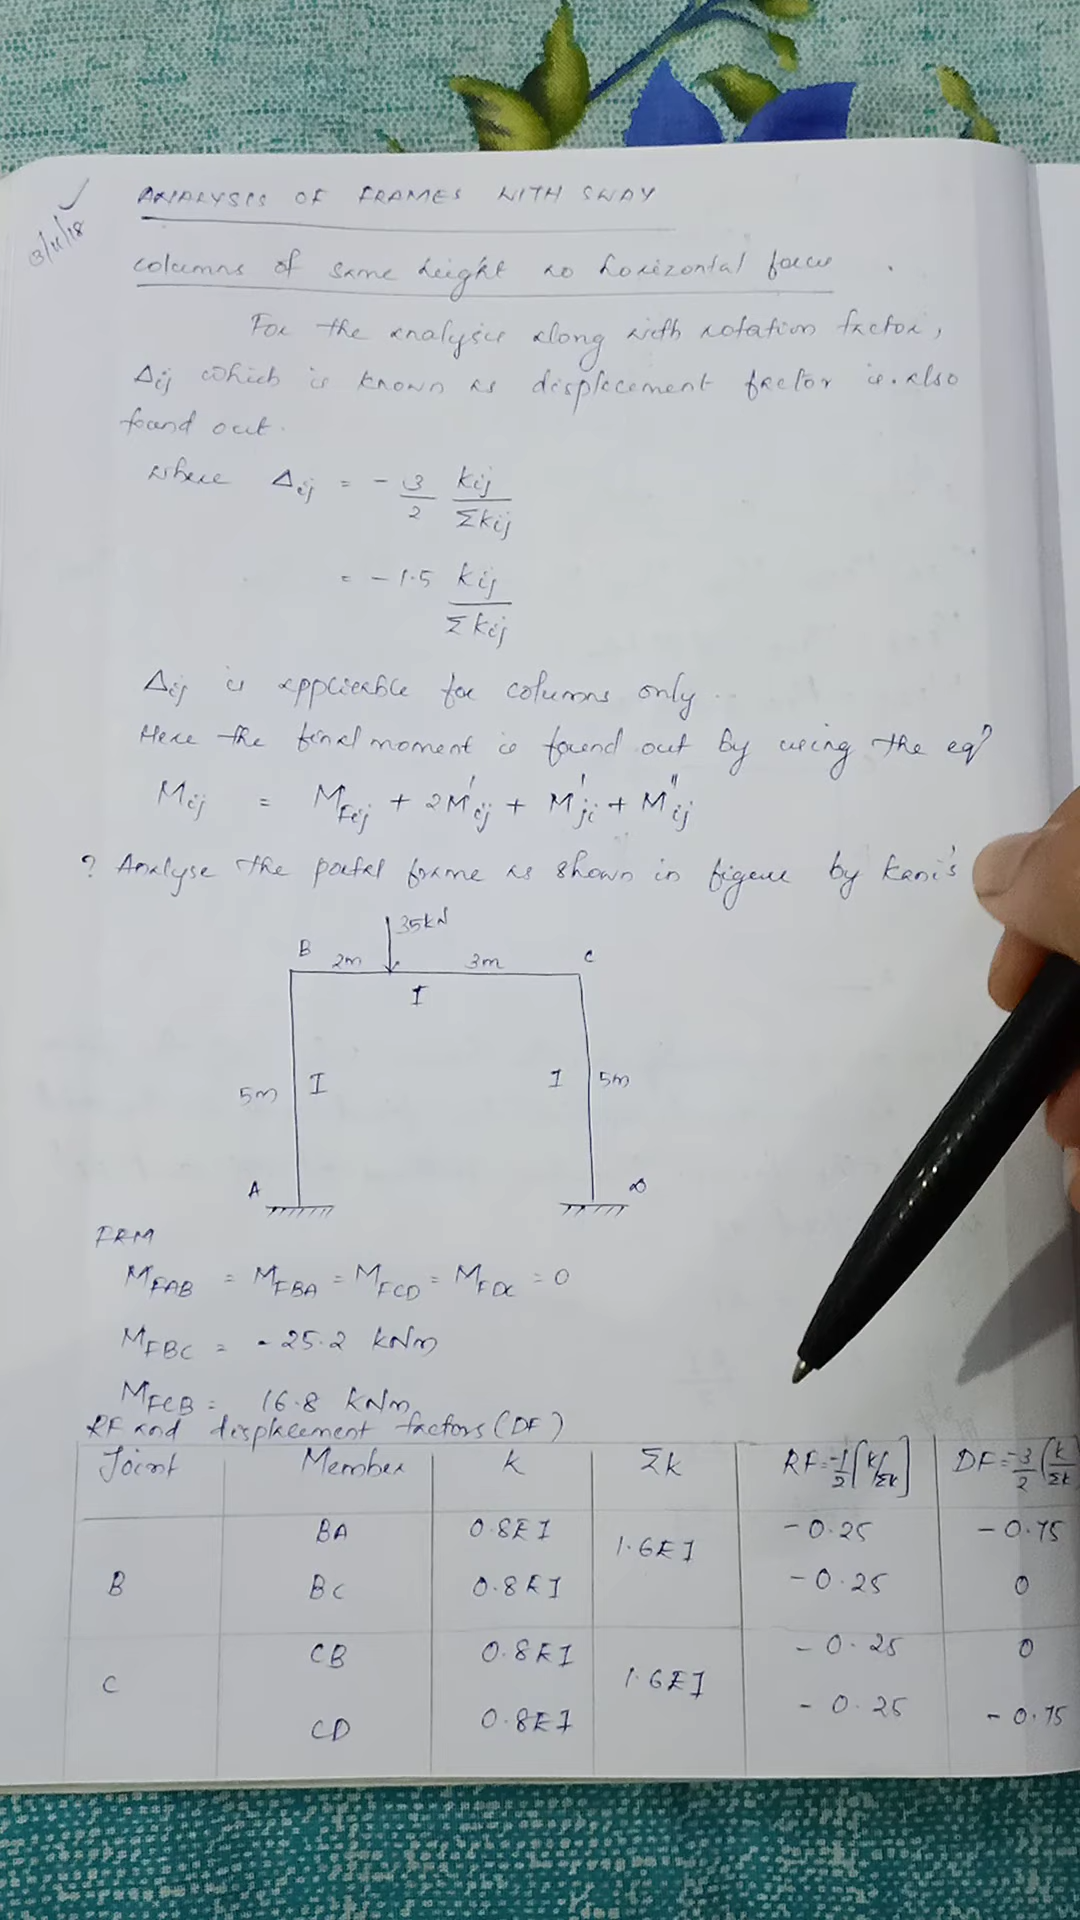 3/11/18
ANALYSIS OF FRAMES WITH SWAY
columns of same height no horizontal force
For the analysis along with rotation factor,
Δij which is known as displacement factor is also
found out.
where Δij = -3/2 kij/Σkij
= -1.5 kij/Σkij
Δij is applicable for columns only.
Here the final moment is found out by using the eqn
Mij = MFij + 2M'ij + M'ji + M''ij
? Analyse the portal frame as shown in figure by Kani's
35kN
B 2m 3m C
I
5m I I 5m
A D
FEM
MFAB = MFBA = MFCD = MFDC = 0
MFBC = -25.2 kNm
MFCB = 16.8 kNm
RF and displacement factors (DF)
Joint Member k Σk RF=-1/2[k/Σk] DF=-3/2(k/Σk
BA 0.8EI -0.25 -0.75
B 1.6EI
BC 0.8EI -0.25 0
CB 0.8EI -0.25 0
C 1.6EI
CD 0.8EI -0.25 -0.75